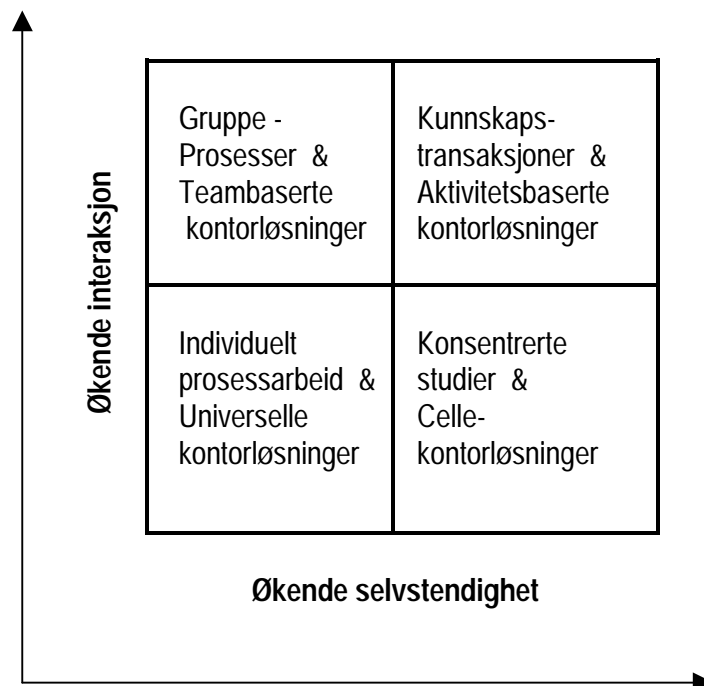 Økende interaksjon
Gruppe -
Prosesser &
Teambaserte
kontorløsninger
Kunnskaps-
transaksjoner &
Aktivitetsbaserte
kontorløsninger
Individuelt
prosessarbeid &
Universelle
kontorløsninger
Konsentrerte
studier &
Celle-
kontorløsninger
Økende selvstendighet